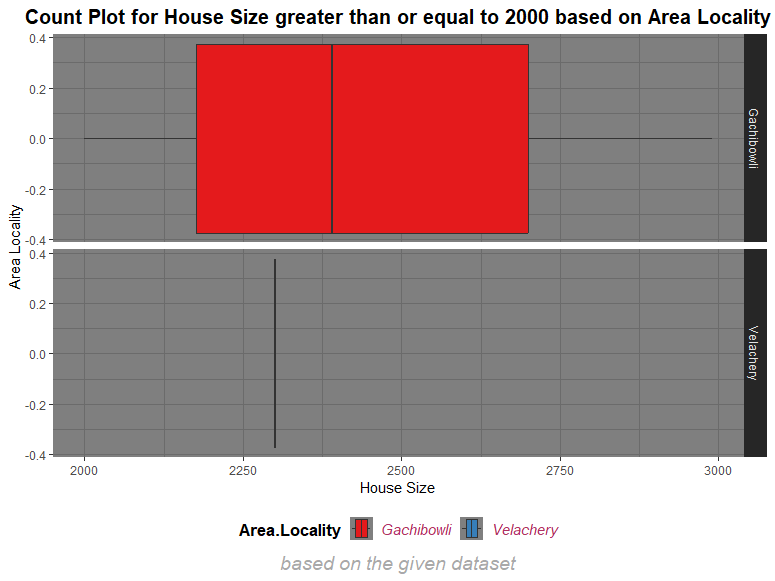 Count Plot for House Size greater than or equal to 2000 based on Area Locality
0.4
0.2
0.0
-0.2
-0.4
Gachibowli
Area Locality
0.4
0.2
0.0
-0.2
-0.4
Velachery
2000 2250 2500 2750 3000
House Size
Area.Locality Gachibowli Velachery
based on the given dataset